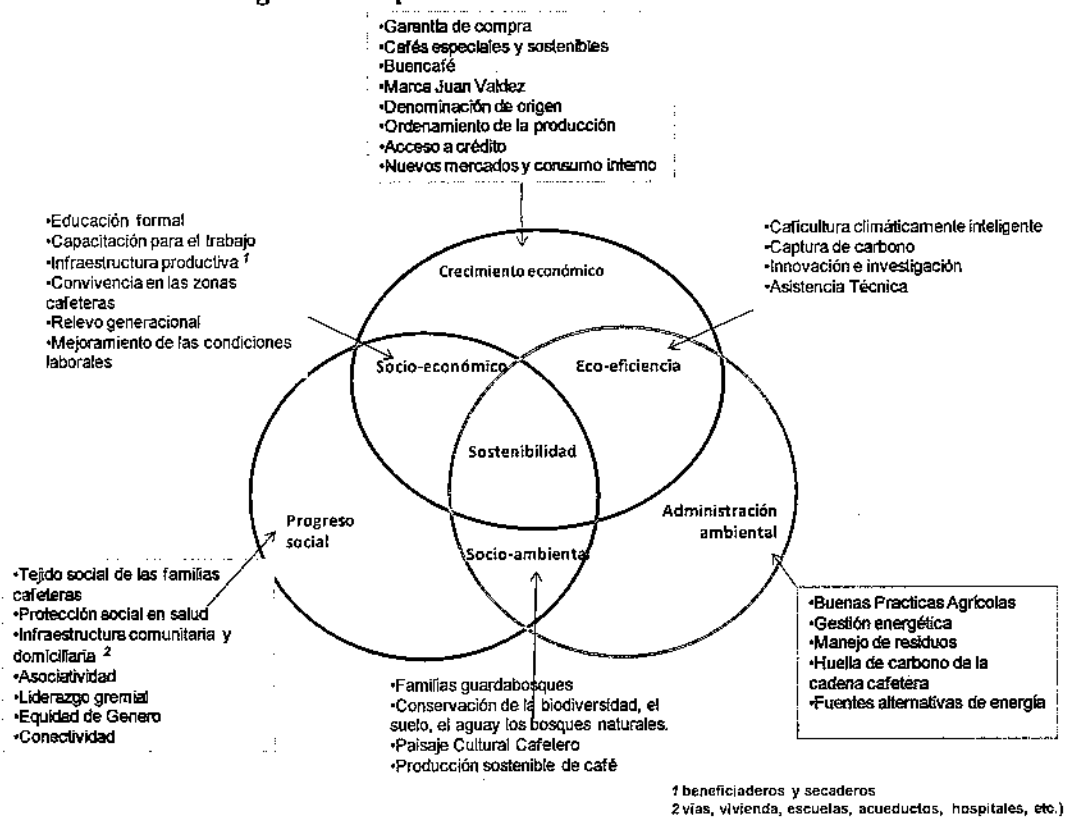 •Garantía de compra
•Cafés especiales y sostenibles
•Buencafé
•Marca Juan Valdez
•Denominación de origen
•Ordenamiento de la producción
•Acceso a crédito
•Nuevos mercados y consumo interno
•Educación formal
•Capacitación para el trabajo
•Infraestructura productiva 1
•Convivencia en las zonas
cafeteras
•Relevo generacional
•Mejoramiento de las condiciones
laborales
•Caficultura climáticamente inteligente
•Captura de carbono
•Innovación e investigación
•Asistencia Técnica
Crecimiento económico
Socio-económico
Eco-eficiencia
Sostenibilidad
Progreso
social
Administración
ambiental
Socio-ambiental
•Tejido social de las familias
cafeteras
•Protección social en salud
•Infraestructura comunitaria y
domiciliaria 2
•Asociatividad
•Liderazgo gremial
•Equidad de Genero
•Conectividad
•Familias guardabosques
•Conservación de la biodiversidad, el
suelo, el agua y los bosques naturales.
•Paisaje Cultural Cafetero
•Producción sostenible de café
•Buenas Practicas Agrícolas
•Gestión energética
•Manejo de residuos
•Huella de carbono de la
cadena cafetera
•Fuentes alternativas de energía
1 beneficiaderos y secaderos
2 vías, vivienda, escuelas, acueductos, hospitales, etc.)